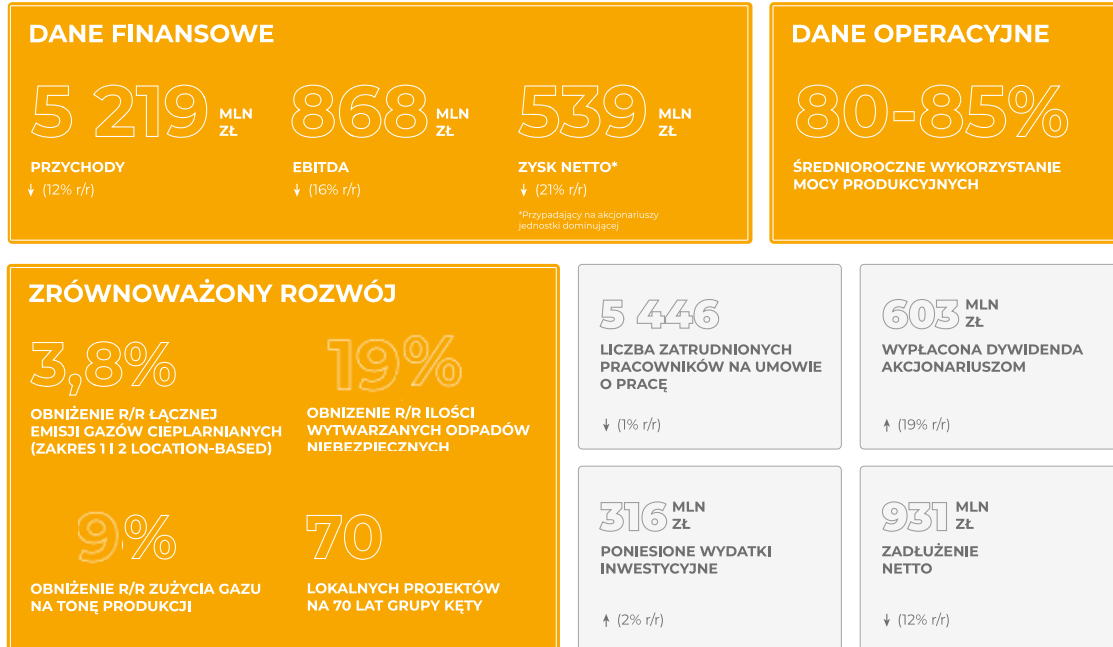 DANE FINANSOWE
5 219 MLN ZŁ
PRZYCHODY
↓ (12% r/r)
868 MLN ZŁ
EBITDA
↓ (16% r/r)
539 MLN ZŁ
ZYSK NETTO*
↓ (21% r/r)
*Przypadający na akcjonariuszy
jednostki dominującej
DANE OPERACYJNE
80-85%
ŚREDNIOROCZNE WYKORZYSTANIE
MOCY PRODUKCYJNYCH
ZRÓWNOWAŻONY ROZWÓJ
3,8%
OBNIŻENIE R/R ŁĄCZNEJ
EMISJI GAZÓW CIEPLARNIANYCH
(ZAKRES 1 I 2 LOCATION-BASED)
19%
OBNIZENIE R/R ILOŚCI
WYTWARZANYCH ODPADÓW
NIEBEZPIECZNYCH
9%
OBNIŻENIE R/R ZUŻYCIA GAZU
NA TONĘ PRODUKCJI
70
LOKALNYCH PROJEKTÓW
NA 70 LAT GRUPY KĘTY
5 446
LICZBA ZATRUDNIONYCH
PRACOWNIKÓW NA UMOWIE
O PRACĘ
↓ (1% r/r)
603 MLN ZŁ
WYPŁACONA DYWIDENDA
AKCJONARIUSZOM
↑ (19% r/r)
316 MLN ZŁ
PONIESIONE WYDATKI
INWESTYCYJNE
↑ (2% r/r)
931 MLN ZŁ
ZADŁUŻENIE
NETTO
↓ (12% r/r)